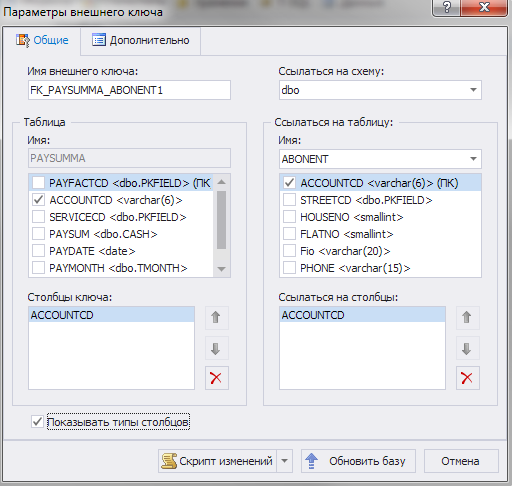 Параметры внешнего ключа
?
Общие
Дополнительно
Имя внешнего ключа:
FK_PAYSUMMA_ABONENT1
Ссылаться на схему:
dbo
Таблица
Имя:
PAYSUMMA
PAYFACTCD <dbo.PKFIELD> (ПК
ACCOUNTCD <varchar(6)>
SERVICECD <dbo.PKFIELD>
PAYSUM <dbo.CASH>
PAYDATE <date>
PAYMONTH <dbo.TMONTH>
Столбцы ключа:
ACCOUNTCD
Ссылаться на таблицу:
Имя:
ABONENT
ACCOUNTCD <varchar(6)> (ПК)
STREETCD <dbo.PKFIELD>
HOUSENO <smallint>
FLATNO <smallint>
Fio <varchar(20)>
PHONE <varchar(15)>
Ссылаться на столбцы:
ACCOUNTCD
Показывать типы столбцов
Скрипт изменений
Обновить базу
Отмена